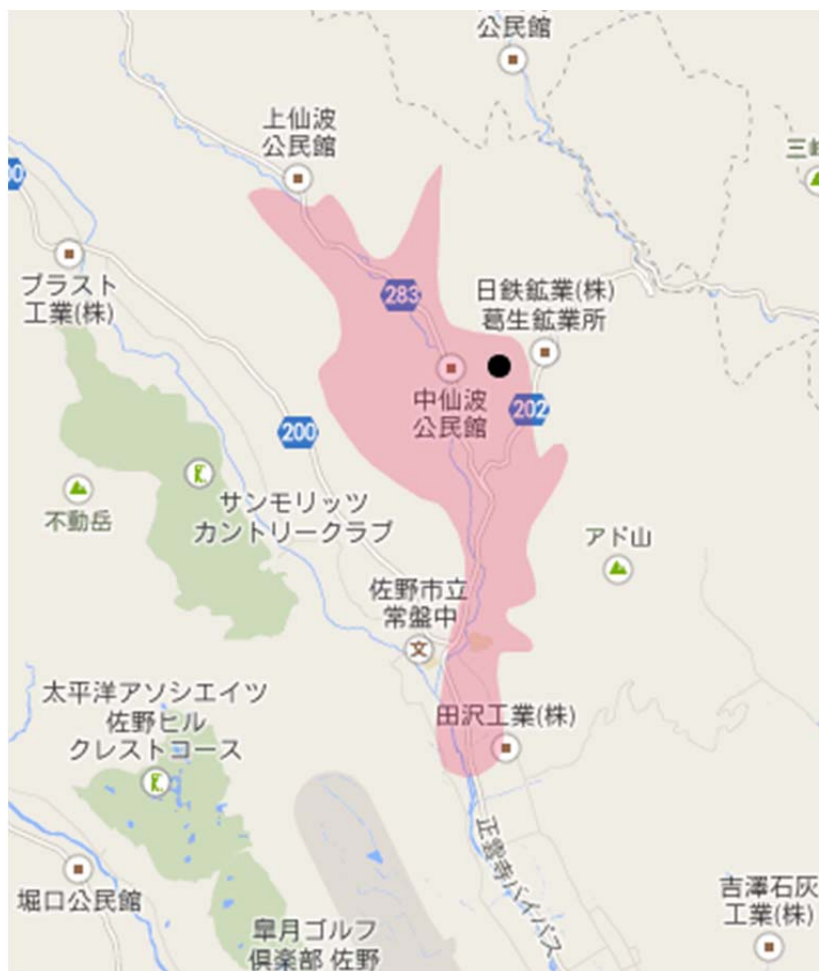 公民館
上仙波
公民館
三峰
00
プラスト
工業(株)
283
日鉄鉱業(株)
葛生鉱業所
中仙波
公民館
202
200
サンモリッツ
カントリークラブ
不動岳
アド山
佐野市立
常盤中
文
太平洋アソシエイツ
佐野ヒル
クレストコース
田沢工業(株)
正雲寺バイパス
堀口公民館
皐月ゴルフ
倶楽部 佐野
吉澤石灰
工業(株)